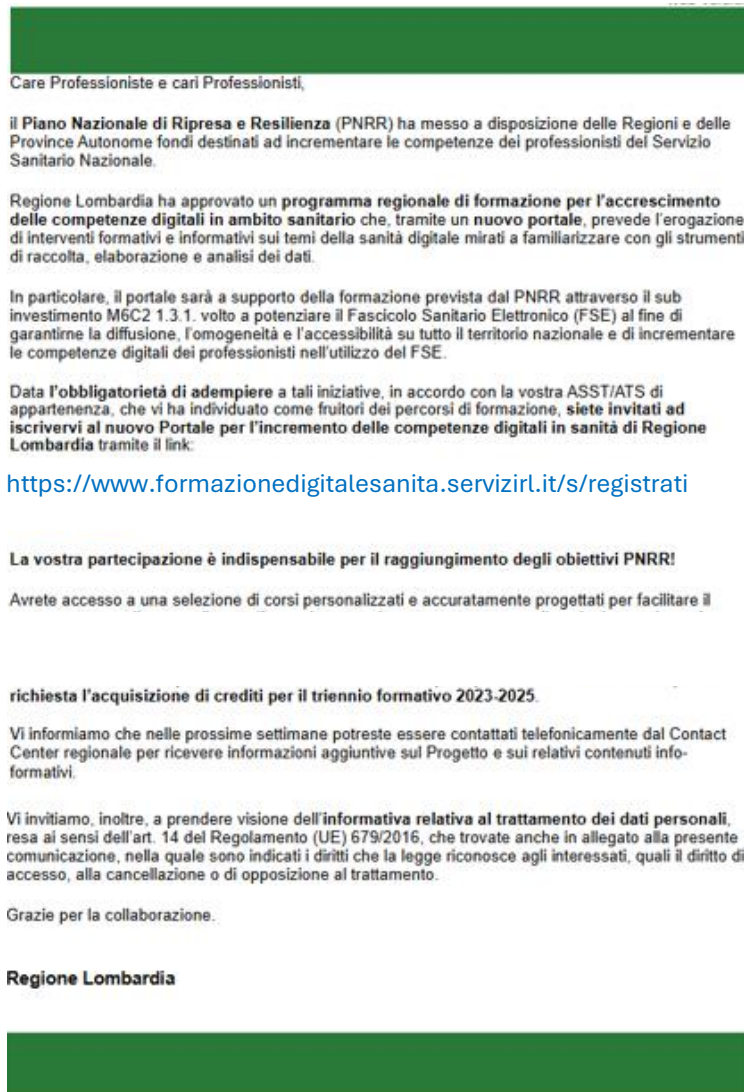 Care Professioniste e cari Professionisti,
il Piano Nazionale di Ripresa e Resilienza (PNRR) ha messo a disposizione delle Regioni e delle
Province Autonome fondi destinati ad incrementare le competenze dei professionisti del Servizio
Sanitario Nazionale.
Regione Lombardia ha approvato un programma regionale di formazione per l'accrescimento
delle competenze digitali in ambito sanitario che, tramite un nuovo portale, prevede l'erogazione
di interventi formativi e informativi sui temi della sanità digitale mirati a familiarizzare con gli strumenti
di raccolta, elaborazione e analisi dei dati.
In particolare, il portale sarà a supporto della formazione prevista dal PNRR attraverso il sub
investimento M6C2 1.3.1. volto a potenziare il Fascicolo Sanitario Elettronico (FSE) al fine di
garantirne la diffusione, l'omogeneità e l'accessibilità su tutto il territorio nazionale e di incrementare
le competenze digitali dei professionisti nell'utilizzo del FSE.
Data l'obbligatorietà di adempiere a tali iniziative, in accordo con la vostra ASST/ATS di
appartenenza, che vi ha individuato come fruitori dei percorsi di formazione, siete invitati ad
iscrivervi al nuovo Portale per l'incremento delle competenze digitali in sanità di Regione
Lombardia tramite il link:
https://www.formazionedigitalesanita.servizirl.it/s/registrati
La vostra partecipazione è indispensabile per il raggiungimento degli obiettivi PNRR!
Avrete accesso a una selezione di corsi personalizzati e accuratamente progettati per facilitare il
richiesta l'acquisizione di crediti per il triennio formativo 2023-2025.
Vi informiamo che nelle prossime settimane potreste essere contattati telefonicamente dal Contact
Center regionale per ricevere informazioni aggiuntive sul Progetto e sui relativi contenuti info-
formativi.
Vi invitiamo, inoltre, a prendere visione dell'informativa relativa al trattamento dei dati personali,
resa ai sensi dell'art. 14 del Regolamento (UE) 679/2016, che trovate anche in allegato alla presente
comunicazione, nella quale sono indicati i diritti che la legge riconosce agli interessati, quali il diritto di
accesso, alla cancellazione o di opposizione al trattamento.
Grazie per la collaborazione.
Regione Lombardia